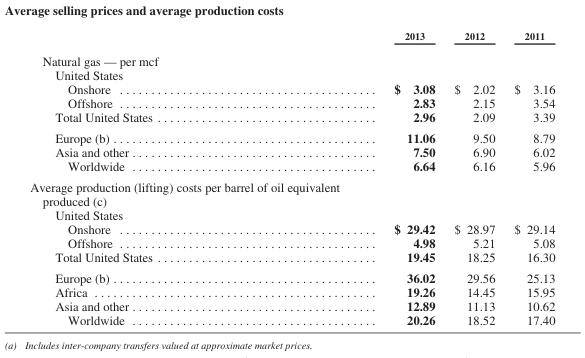 Average selling prices and average production costs
2013 2012 2011
Natural gas — per mcf
United States
Onshore ........................................ $ 3.08 $ 2.02 $ 3.16
Offshore ........................................ 2.83 2.15 3.54
Total United States .................................. 2.96 2.09 3.39
Europe (b) ........................................ 11.06 9.50 8.79
Asia and other ..................................... 7.50 6.90 6.02
Worldwide ...................................... 6.64 6.16 5.96
Average production (lifting) costs per barrel of oil equivalent
produced (c)
United States
Onshore ........................................ $ 29.42 $ 28.97 $ 29.14
Offshore ........................................ 4.98 5.21 5.08
Total United States .................................. 19.45 18.25 16.30
Europe (b) ........................................ 36.02 29.56 25.13
Africa ........................................... 19.26 14.45 15.95
Asia and other ..................................... 12.89 11.13 10.62
Worldwide ...................................... 20.26 18.52 17.40
(a) Includes inter-company transfers valued at approximate market prices.